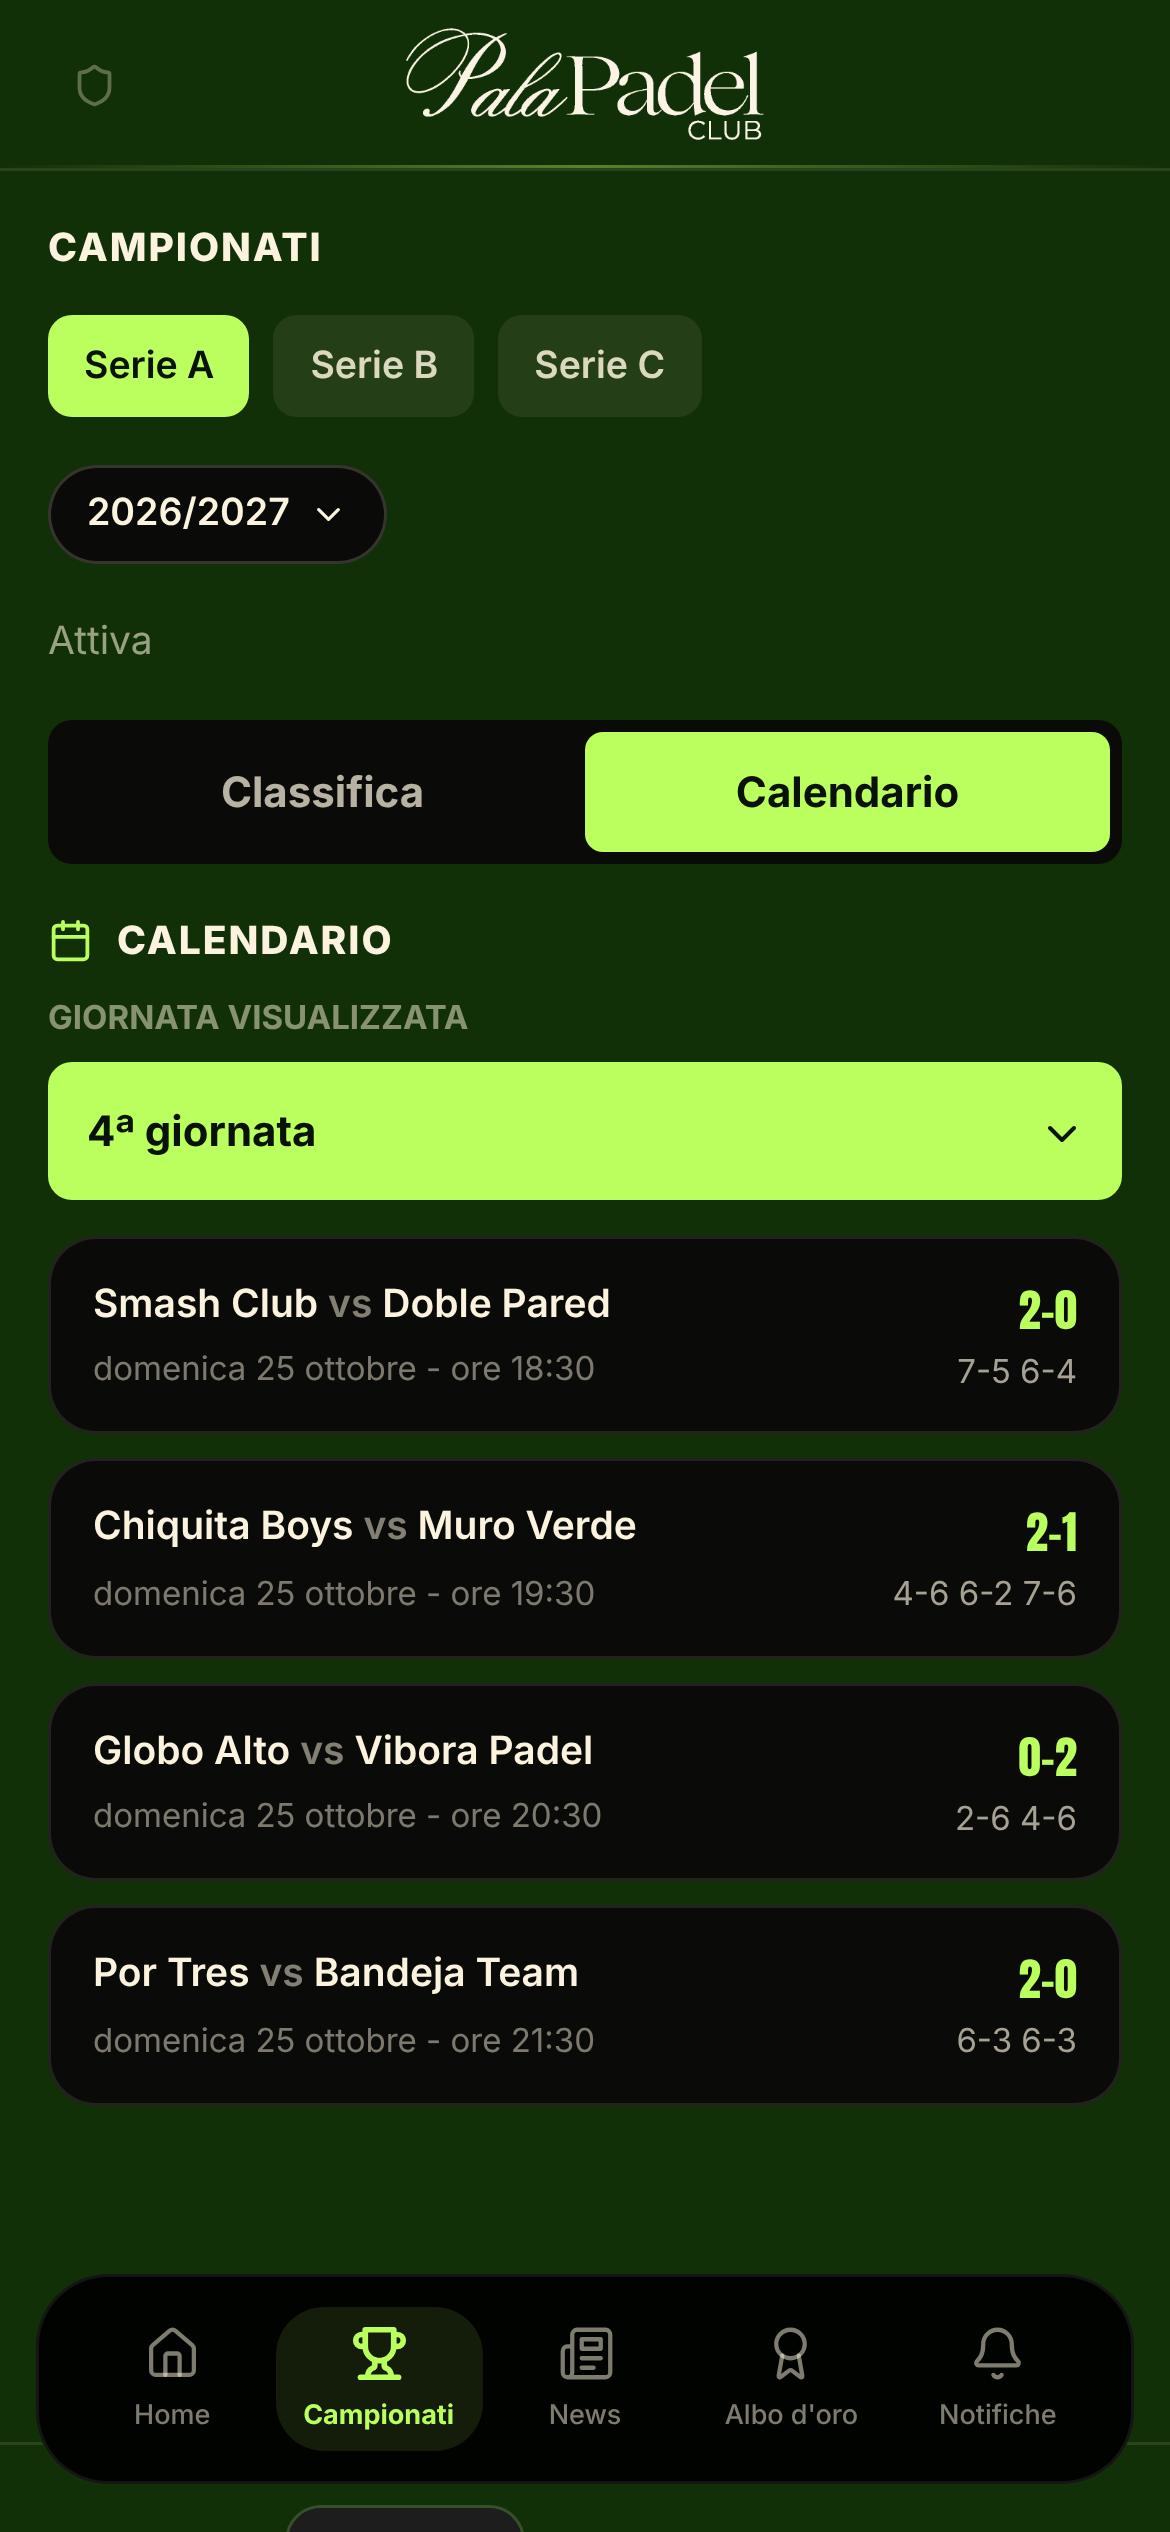 PalaPadel
CLUB
CAMPIONATI
Serie A Serie B Serie C
2026/2027
Attiva
Classifica Calendario
CALENDARIO
GIORNATA VISUALIZZATA
4ª giornata
Smash Club vs Doble Pared 2-0
domenica 25 ottobre - ore 18:30 7-5 6-4
Chiquita Boys vs Muro Verde 2-1
domenica 25 ottobre - ore 19:30 4-6 6-2 7-6
Globo Alto vs Vibora Padel 0-2
domenica 25 ottobre - ore 20:30 2-6 4-6
Por Tres vs Bandeja Team 2-0
domenica 25 ottobre - ore 21:30 6-3 6-3
Home Campionati News Albo d'oro Notifiche